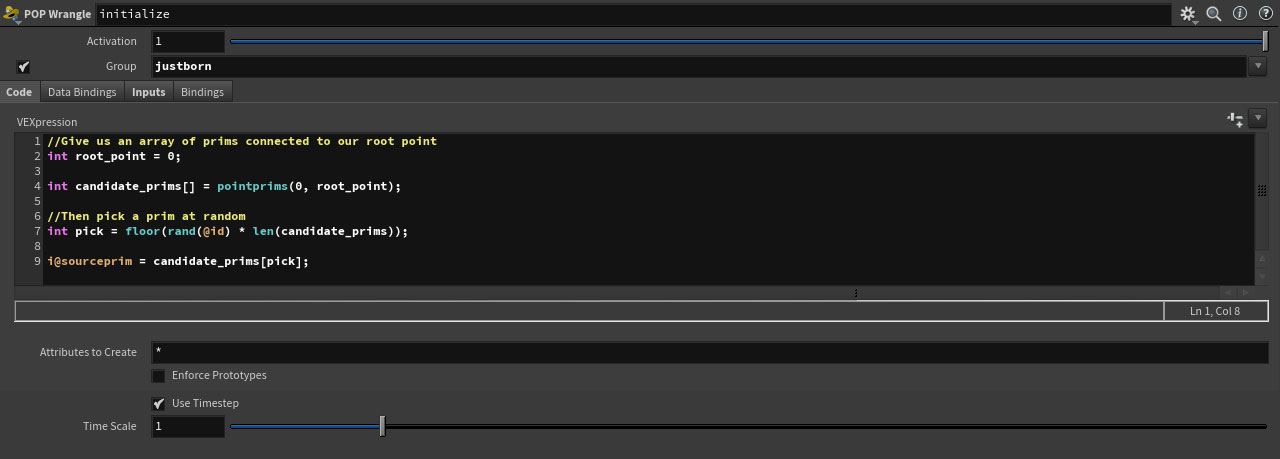 POP Wrangle initialize
Activation 1
Group justborn
Code Data Bindings Inputs Bindings
VEXpression
1 //Give us an array of prims connected to our root point
2 int root_point = 0;
3
4 int candidate_prims[] = pointprims(0, root_point);
5
6 //Then pick a prim at random
7 int pick = floor(rand(@id) * len(candidate_prims));
8
9 i@sourceprim = candidate_prims[pick];
Ln 1, Col 8
Attributes to Create *
Enforce Prototypes
Use Timestep
Time Scale 1